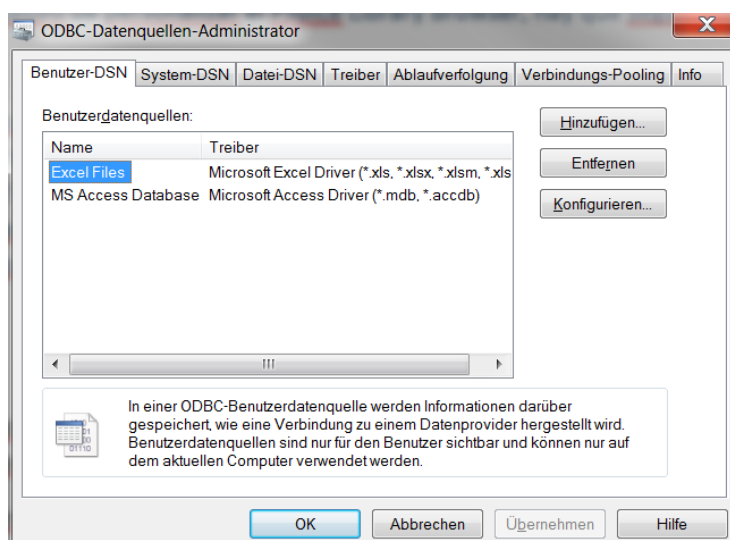 ODBC-Datenquellen-Administrator
Benutzer-DSN System-DSN Datei-DSN Treiber Ablaufverfolgung Verbindungs-Pooling Info
Benutzerdatenquellen:
Name Treiber
Excel Files Microsoft Excel Driver (*.xls, *.xlsx, *.xlsm, *.xls
MS Access Database Microsoft Access Driver (*.mdb, *.accdb)
Hinzufügen...
Entfernen
Konfigurieren...
In einer ODBC-Benutzerdatenquelle werden Informationen darüber
gespeichert, wie eine Verbindung zu einem Datenprovider hergestellt wird.
Benutzerdatenquellen sind nur für den Benutzer sichtbar und können nur auf
dem aktuellen Computer verwendet werden.
OK Abbrechen Übernehmen Hilfe